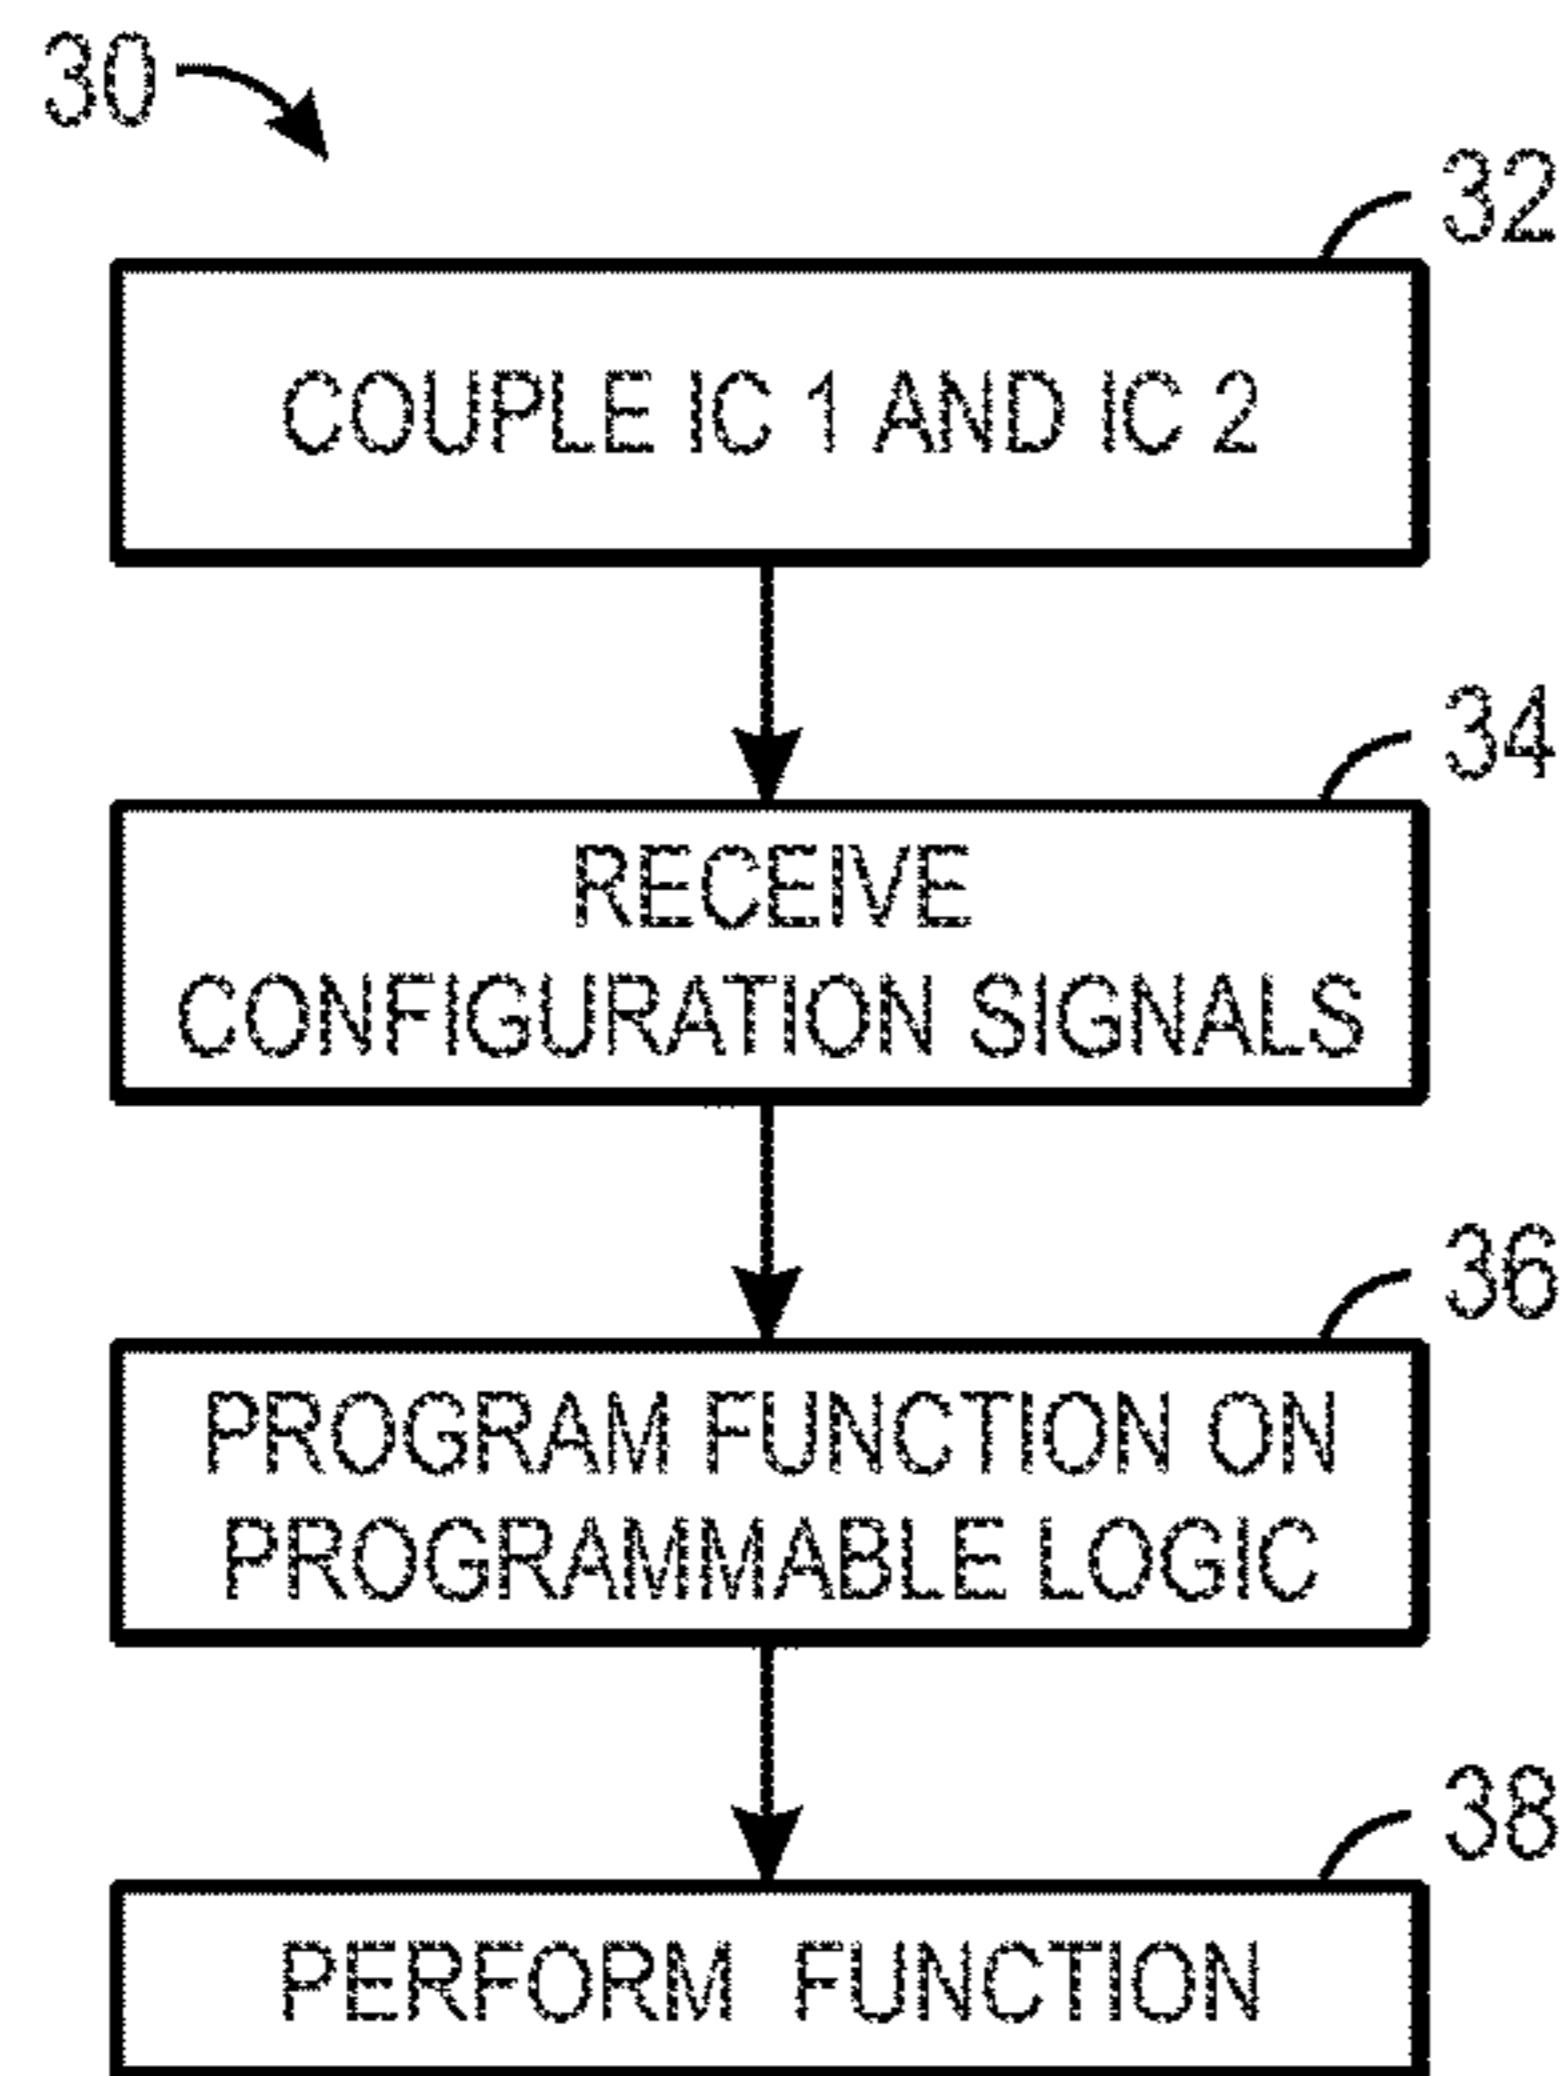 30
32
COUPLE IC 1 AND IC 2
34
RECEIVE
CONFIGURATION SIGNALS
36
PROGRAM FUNCTION ON
PROGRAMMABLE LOGIC
38
PERFORM FUNCTION